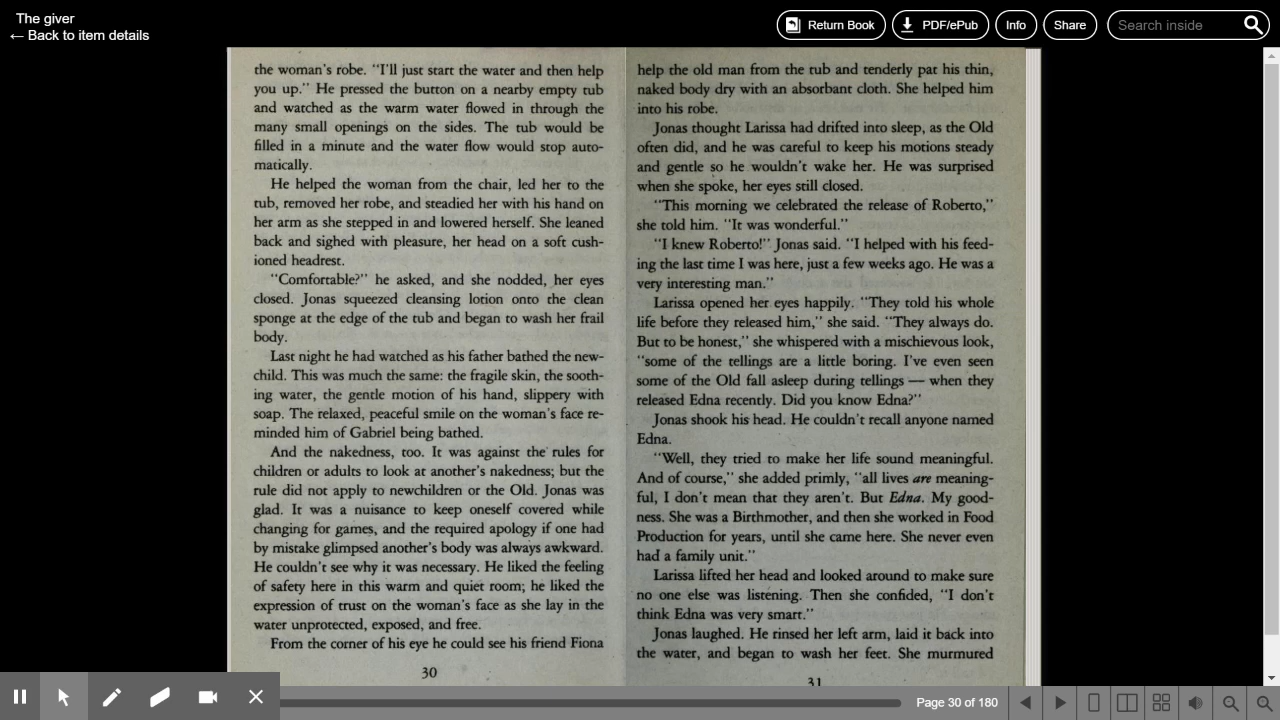 The giver
← Back to item details
Return Book
PDF/ePub
Info
Share
Search inside
the woman's robe. "I'll just start the water and then help
you up." He pressed the button on a nearby empty tub
and watched as the warm water flowed in through the
many small openings on the sides. The tub would be
filled in a minute and the water flow would stop auto-
matically.
He helped the woman from the chair, led her to the
tub, removed her robe, and steadied her with his hand on
her arm as she stepped in and lowered herself. She leaned
back and sighed with pleasure, her head on a soft cush-
ioned headrest.
"Comfortable?" he asked, and she nodded, her eyes
closed. Jonas squeezed cleansing lotion onto the clean
sponge at the edge of the tub and began to wash her frail
body.
Last night he had watched as his father bathed the new-
child. This was much the same: the fragile skin, the sooth-
ing water, the gentle motion of his hand, slippery with
soap. The relaxed, peaceful smile on the woman's face re-
minded him of Gabriel being bathed.
And the nakedness, too. It was against the rules for
children or adults to look at another's nakedness; but the
rule did not apply to newchildren or the Old. Jonas was
glad. It was a nuisance to keep oneself covered while
changing for games, and the required apology if one had
by mistake glimpsed another's body was always awkward.
He couldn't see why it was necessary. He liked the feeling
of safety here in this warm and quiet room; he liked the
expression of trust on the woman's face as she lay in the
water unprotected, exposed, and free.
From the corner of his eye he could see his friend Fiona
30
help the old man from the tub and tenderly pat his thin,
naked body dry with an absorbant cloth. She helped him
into his robe.
Jonas thought Larissa had drifted into sleep, as the Old
often did, and he was careful to keep his motions steady
and gentle so he wouldn't wake her. He was surprised
when she spoke, her eyes still closed.
"This morning we celebrated the release of Roberto,"
she told him. "It was wonderful."
"I knew Roberto!" Jonas said. "I helped with his feed-
ing the last time I was here, just a few weeks ago. He was a
very interesting man."
Larissa opened her eyes happily. "They told his whole
life before they released him," she said. "They always do.
But to be honest," she whispered with a mischievous look,
"some of the tellings are a little boring. I've even seen
some of the Old fall asleep during tellings — when they
released Edna recently. Did you know Edna?"
Jonas shook his head. He couldn't recall anyone named
Edna.
"Well, they tried to make her life sound meaningful.
And of course," she added primly, "all lives are meaning-
ful, I don't mean that they aren't. But Edna. My good-
ness. She was a Birthmother, and then she worked in Food
Production for years, until she came here. She never even
had a family unit."
Larissa lifted her head and looked around to make sure
no one else was listening. Then she confided, "I don't
think Edna was very smart."
Jonas laughed. He rinsed her left arm, laid it back into
the water, and began to wash her feet. She murmured
31
Page 30 of 180